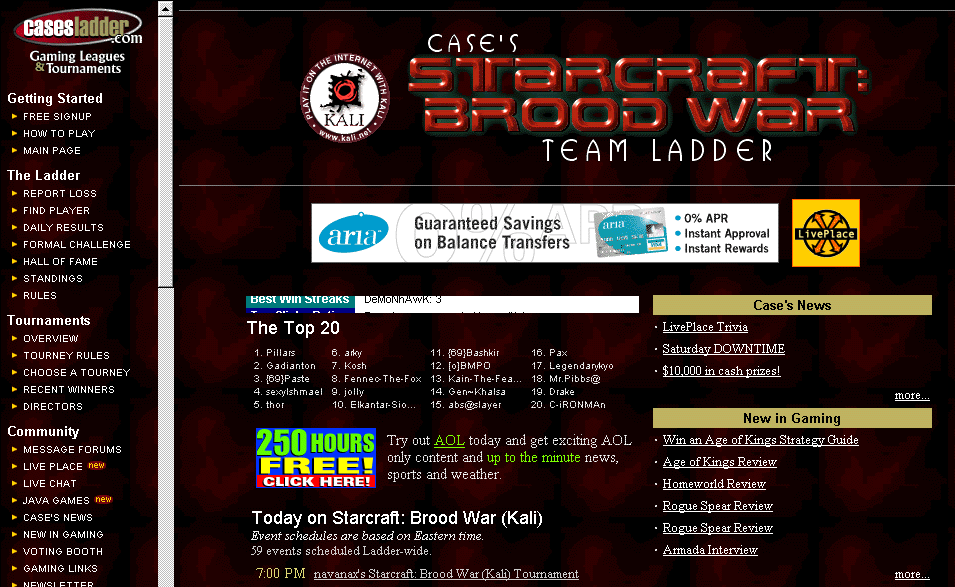 casesladder.com
Gaming Leagues
& Tournaments
Getting Started
FREE SIGNUP
HOW TO PLAY
MAIN PAGE
The Ladder
REPORT LOSS
FIND PLAYER
DAILY RESULTS
FORMAL CHALLENGE
HALL OF FAME
STANDINGS
RULES
Tournaments
OVERVIEW
TOURNEY RULES
CHOOSE A TOURNEY
RECENT WINNERS
DIRECTORS
Community
MESSAGE FORUMS
LIVE PLACE new
LIVE CHAT
JAVA GAMES new
CASE'S NEWS
NEW IN GAMING
VOTING BOOTH
GAMING LINKS
NEWSLETTER
PLAY IT ON THE INTERNET WITH KALI
KALI
www.kali.net
CASE'S
STARCRAFT:
BROOD WAR
TEAM LADDER
aria
Guaranteed Savings
on Balance Transfers
0% APR
aria
VISA
• 0% APR
• Instant Approval
• Instant Rewards
LivePlace
Best Win Streaks
DeMoNhAwK: 3
The Top 20
1. Pillars
2. Gadianton
3. {69}Paste
4. sexyIshmael
5. thor
6. arky
7. Kosh
8. Fennec-The-Fox
9. jolly
10. Elkantar-Sio...
11. {69}Bashkir
12. [o]BMPO
13. Kain-The-Fea...
14. Gen~Khalsa
15. abs@slayer
16. Pax
17. Legendarykyo
18. Mr.Pibbs@
19. Drake
20. C-iRONMAn
250 HOURS
FREE!
CLICK HERE!
Try out AOL today and get exciting AOL
only content and up to the minute news,
sports and weather.
Today on Starcraft: Brood War (Kali)
Event schedules are based on Eastern time.
59 events scheduled Ladder-wide.
7:00 PM navanax's Starcraft: Brood War (Kali) Tournament
Case's News
· LivePlace Trivia
· Saturday DOWNTIME
· $10,000 in cash prizes!
more...
New in Gaming
· Win an Age of Kings Strategy Guide
· Age of Kings Review
· Homeworld Review
· Rogue Spear Review
· Rogue Spear Review
· Armada Interview
more...